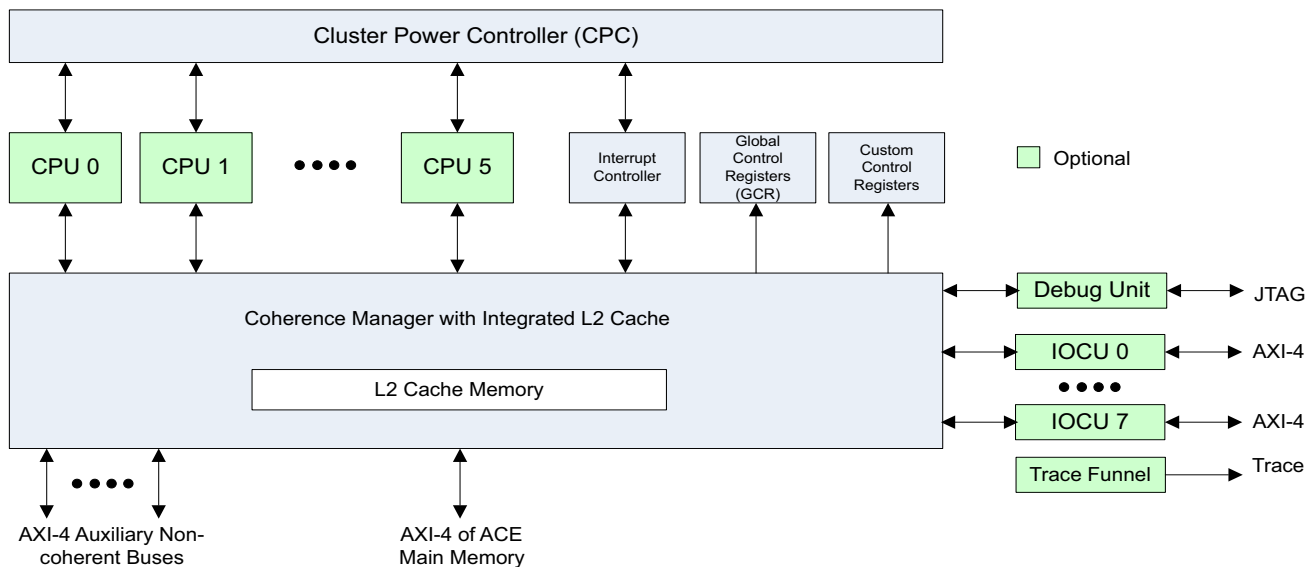 Cluster Power Controller (CPC)
CPU 0
CPU 1
CPU 5
Interrupt
Controller
Global
Control
Registers
(GCR)
Custom
Control
Registers
Optional
Coherence Manager with Integrated L2 Cache
L2 Cache Memory
Debug Unit
JTAG
IOCU 0
AXI-4
IOCU 7
AXI-4
Trace Funnel
Trace
AXI-4 Auxiliary Non-
coherent Buses
AXI-4 of ACE
Main Memory